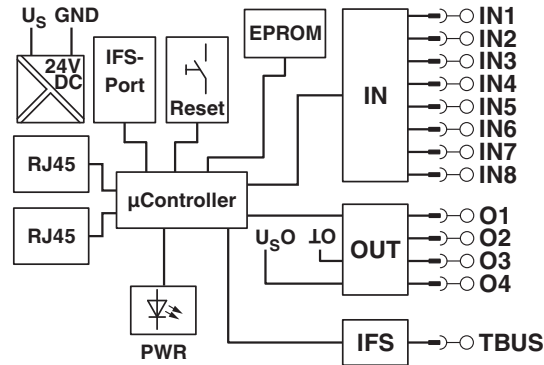 US GND
24V
DC
IFS-
Port
Reset
EPROM
IN
IN1
IN2
IN3
IN4
IN5
IN6
IN7
IN8
RJ45
RJ45
µController
USO
⊥O
OUT
O1
O2
O3
O4
PWR
IFS
TBUS